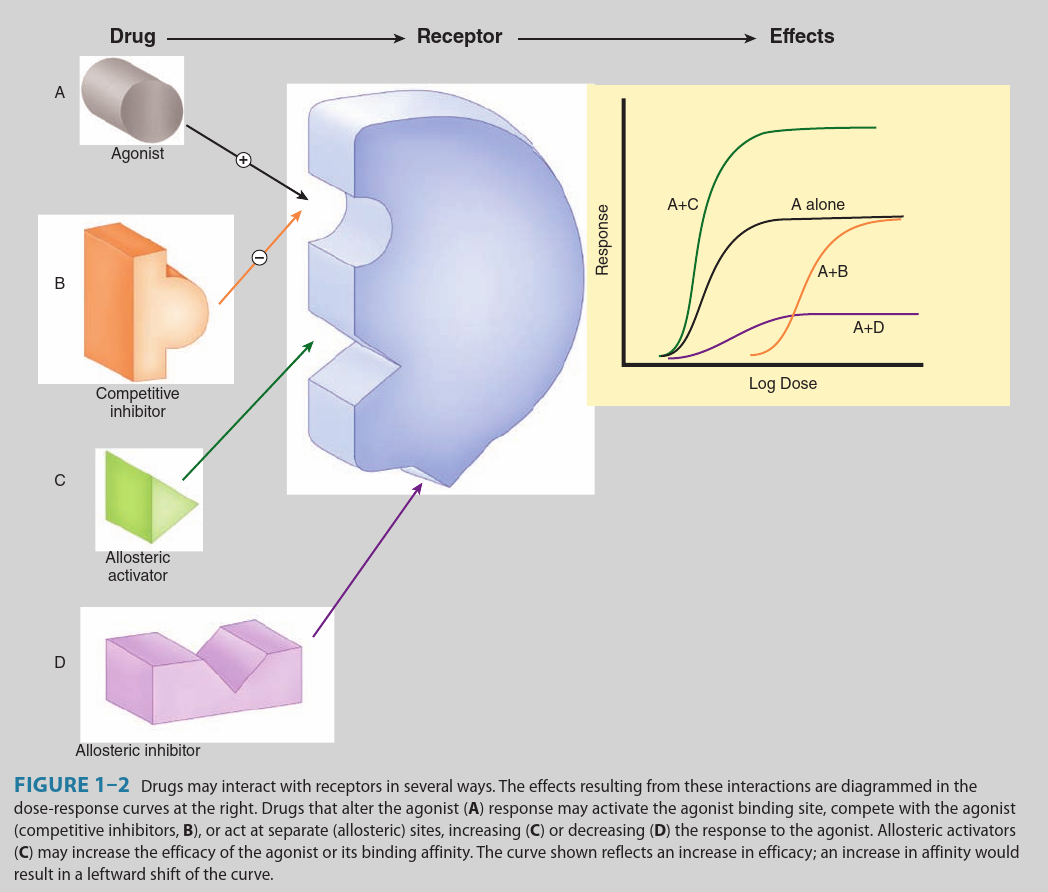 Drug Receptor Effects
A
Agonist
+
B
−
Competitive
inhibitor
C
Allosteric
activator
D
Allosteric inhibitor
Response
A+C
A alone
A+B
A+D
Log Dose
FIGURE 1–2 Drugs may interact with receptors in several ways. The effects resulting from these interactions are diagrammed in the
dose-response curves at the right. Drugs that alter the agonist (A) response may activate the agonist binding site, compete with the agonist
(competitive inhibitors, B), or act at separate (allosteric) sites, increasing (C) or decreasing (D) the response to the agonist. Allosteric activators
(C) may increase the efficacy of the agonist or its binding affinity. The curve shown reflects an increase in efficacy; an increase in affinity would
result in a leftward shift of the curve.